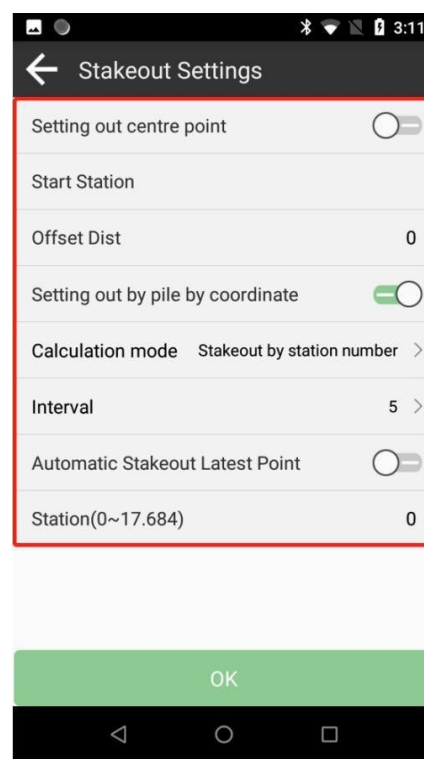 3:11
Stakeout Settings
Setting out centre point
Start Station
Offset Dist 0
Setting out by pile by coordinate
Calculation mode Stakeout by station number >
Interval 5 >
Automatic Stakeout Latest Point
Station(0~17.684) 0
OK